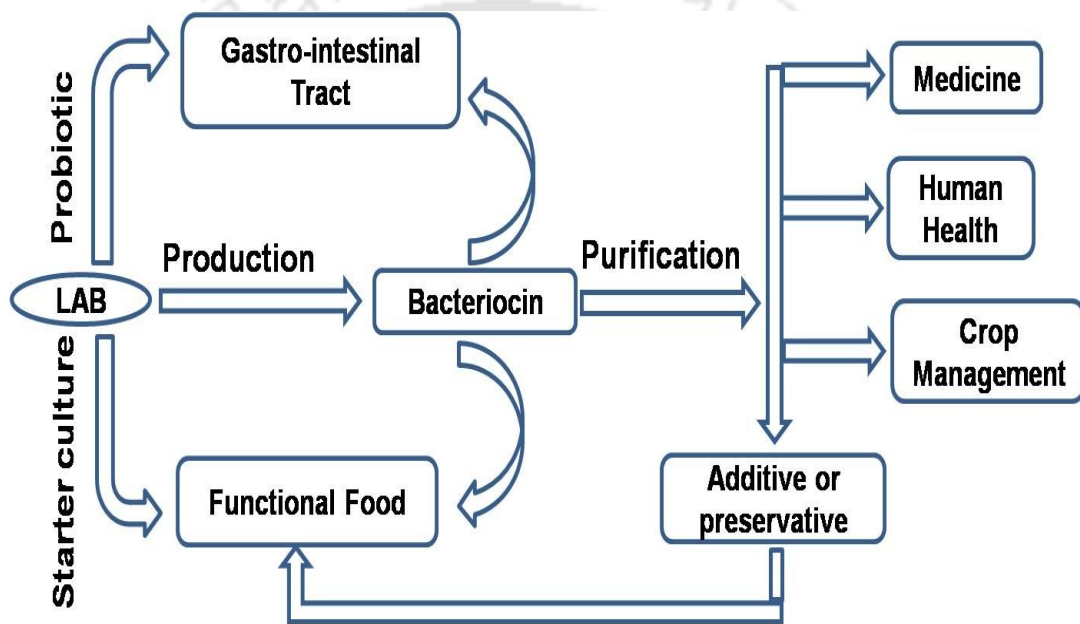 Gastro-intestinal
Tract
Medicine
Probiotic
Human
Health
Production
Purification
LAB
Bacteriocin
Crop
Management
Starter culture
Functional Food
Additive or
preservative